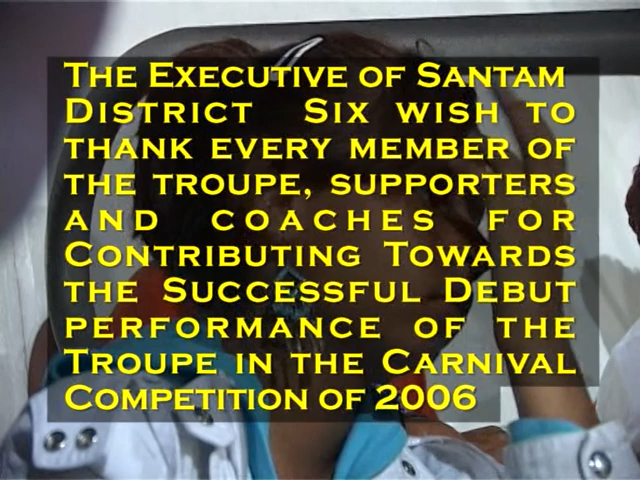 The Executive of Santam
District Six wish to
thank every member of
the troupe, supporters
and coaches for
Contributing Towards
the Successful Debut
performance of the
Troupe in the Carnival
Competition of 2006